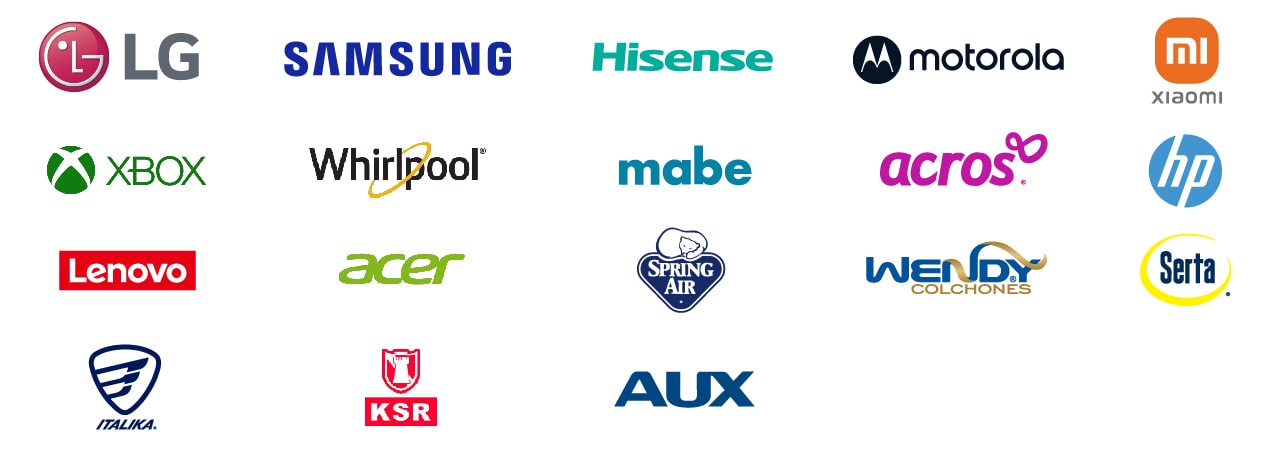 LG
SAMSUNG
Hisense
motorola
mi
xiaomi
XBOX
Whirlpool®
mabe
acros®
hp
Lenovo
acer
SPRING
AIR
WENDY®
COLCHONES
Serta
ITALIKA®
KSR
AUX